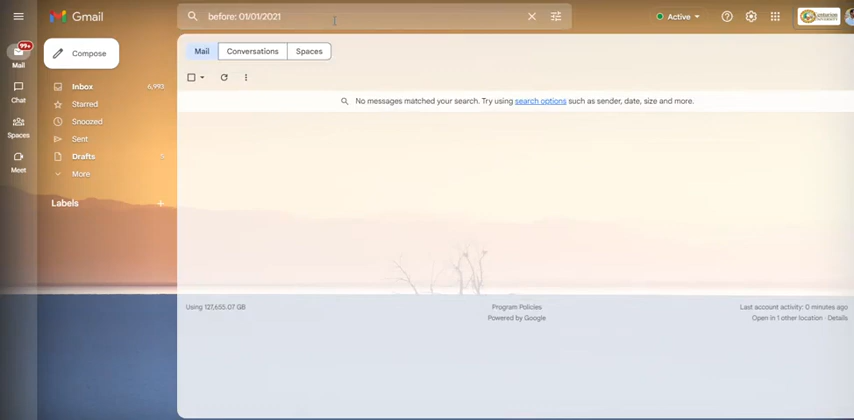 Gmail
before: 01/01/2021
Active
99+
Mail
Chat
Spaces
Meet
Compose
Inbox 6,993
Starred
Snoozed
Sent
Drafts
More
Labels +
Mail Conversations Spaces
No messages matched your search. Try using search options such as sender, date, size and more.
Using 127,655.07 GB
Program Policies
Powered by Google
Last account activity: 0 minutes ago
Open in 1 other location · Details